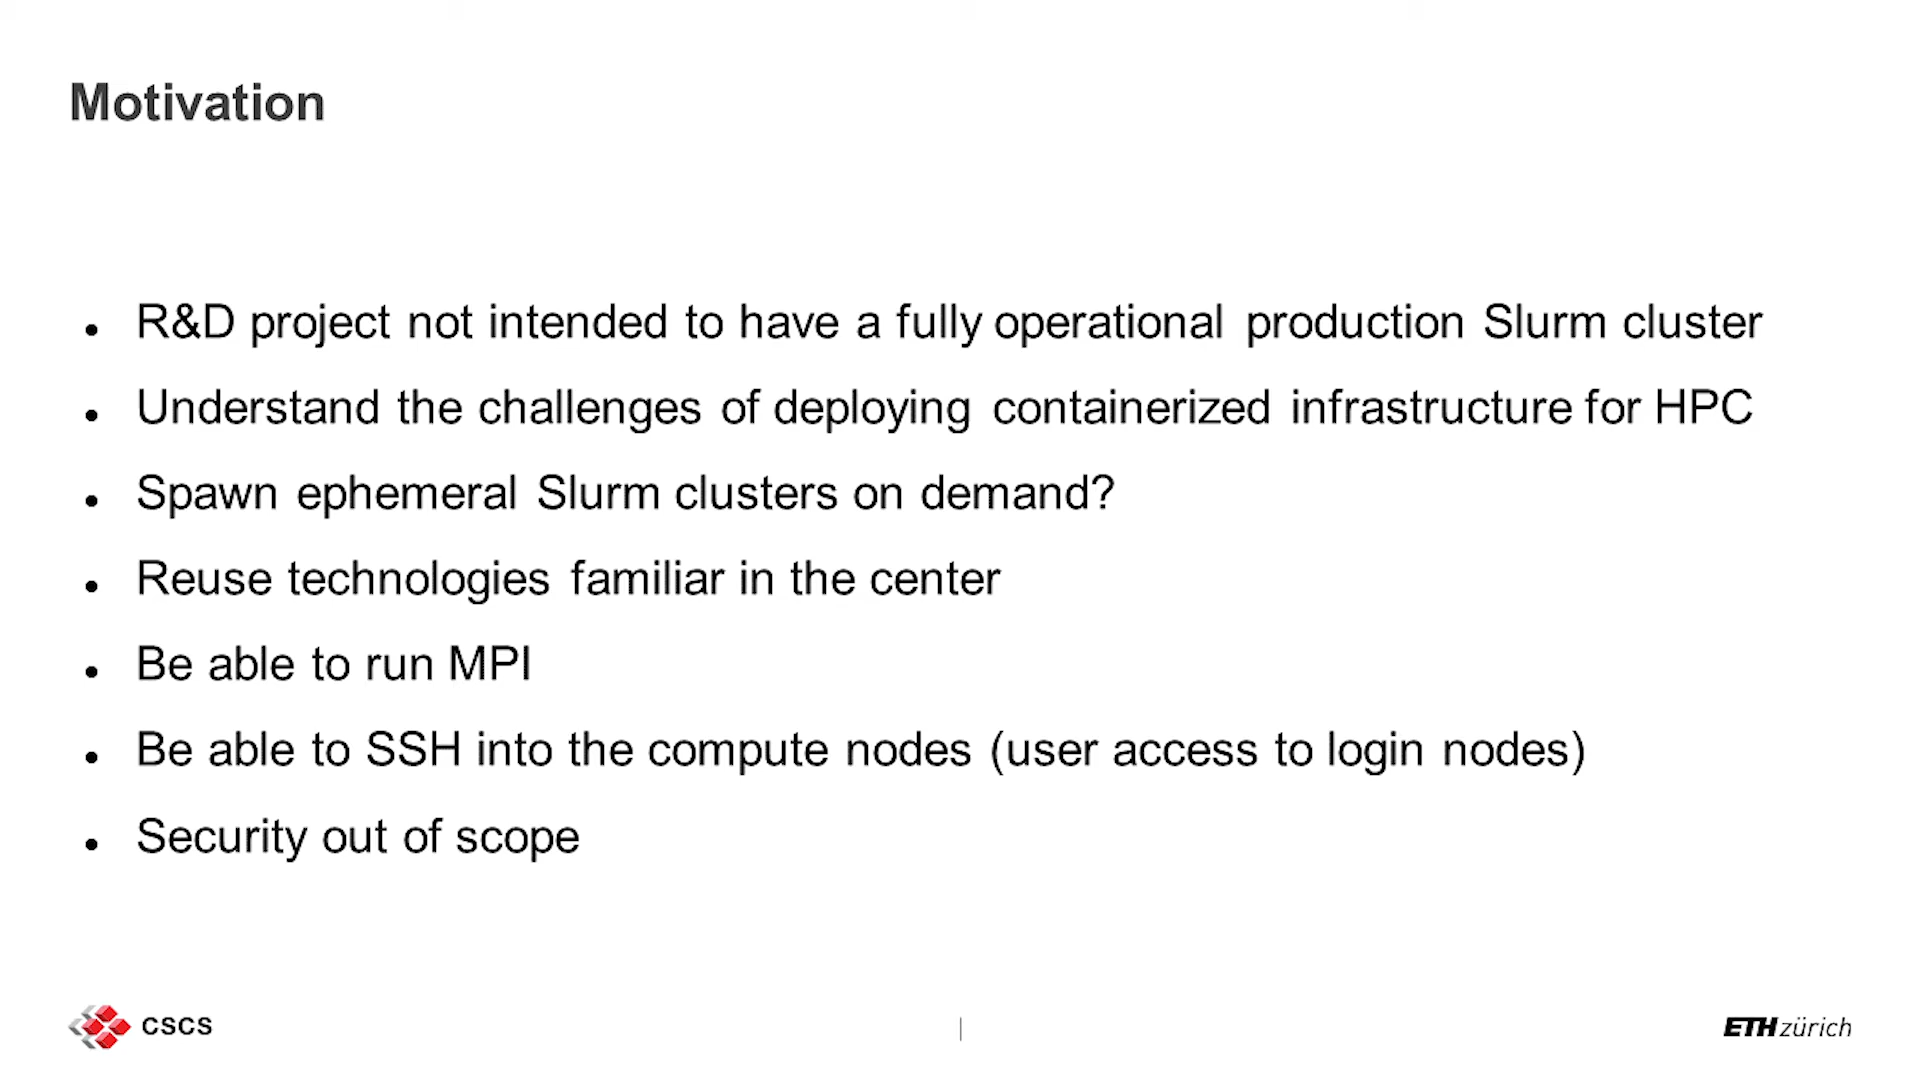 Motivation
● R&D project not intended to have a fully operational production Slurm cluster
● Understand the challenges of deploying containerized infrastructure for HPC
● Spawn ephemeral Slurm clusters on demand?
● Reuse technologies familiar in the center
● Be able to run MPI
● Be able to SSH into the compute nodes (user access to login nodes)
● Security out of scope
CSCS
|
ETH zürich